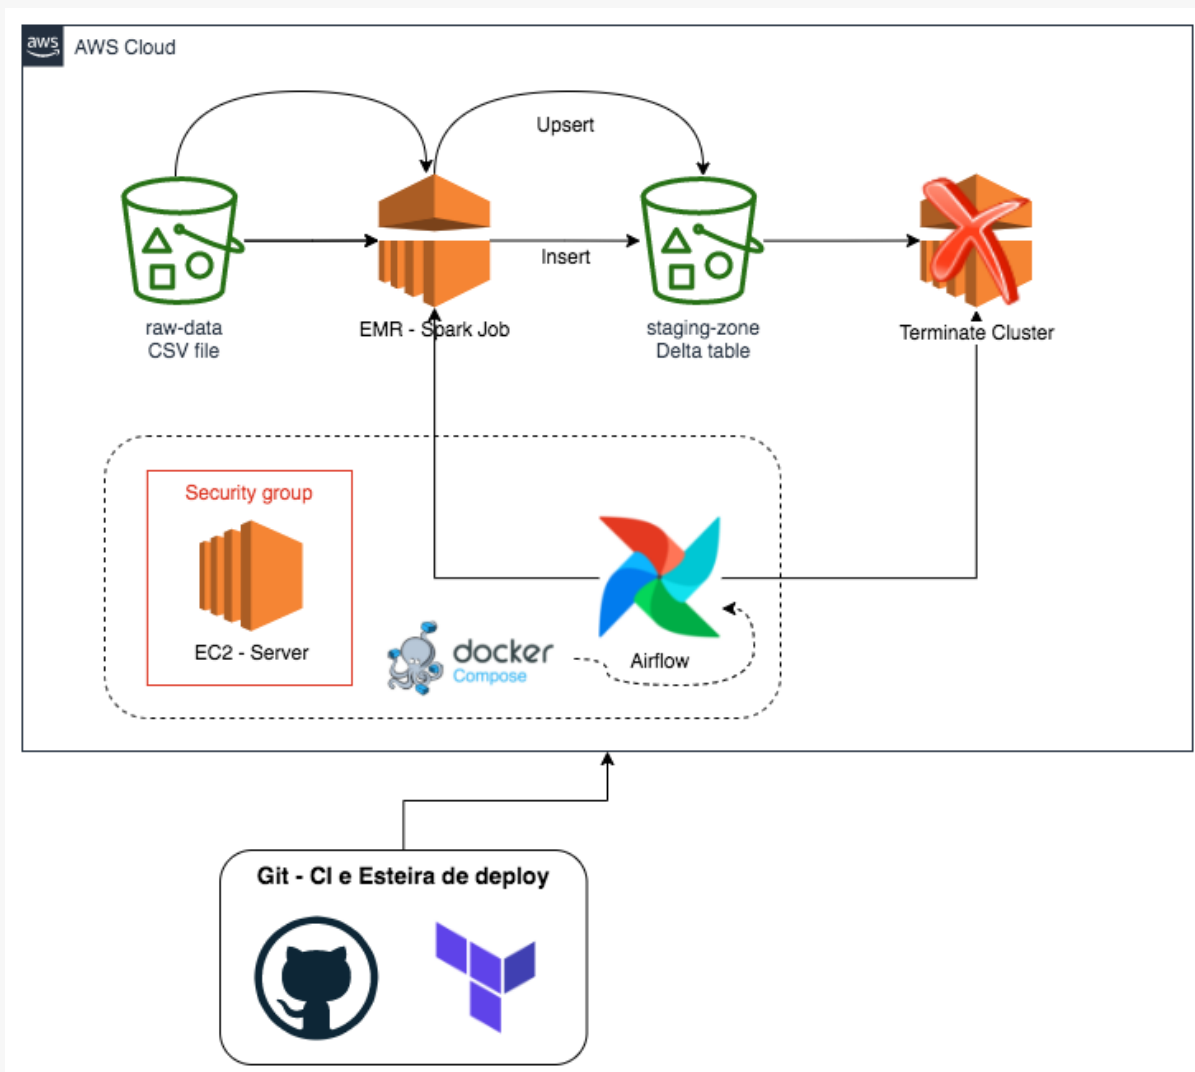 aws
AWS Cloud
Upsert
Insert
raw-data
CSV file
EMR - Spark Job
staging-zone
Delta table
Terminate Cluster
Security group
EC2 - Server
docker
Compose
Airflow
Git - CI e Esteira de deploy